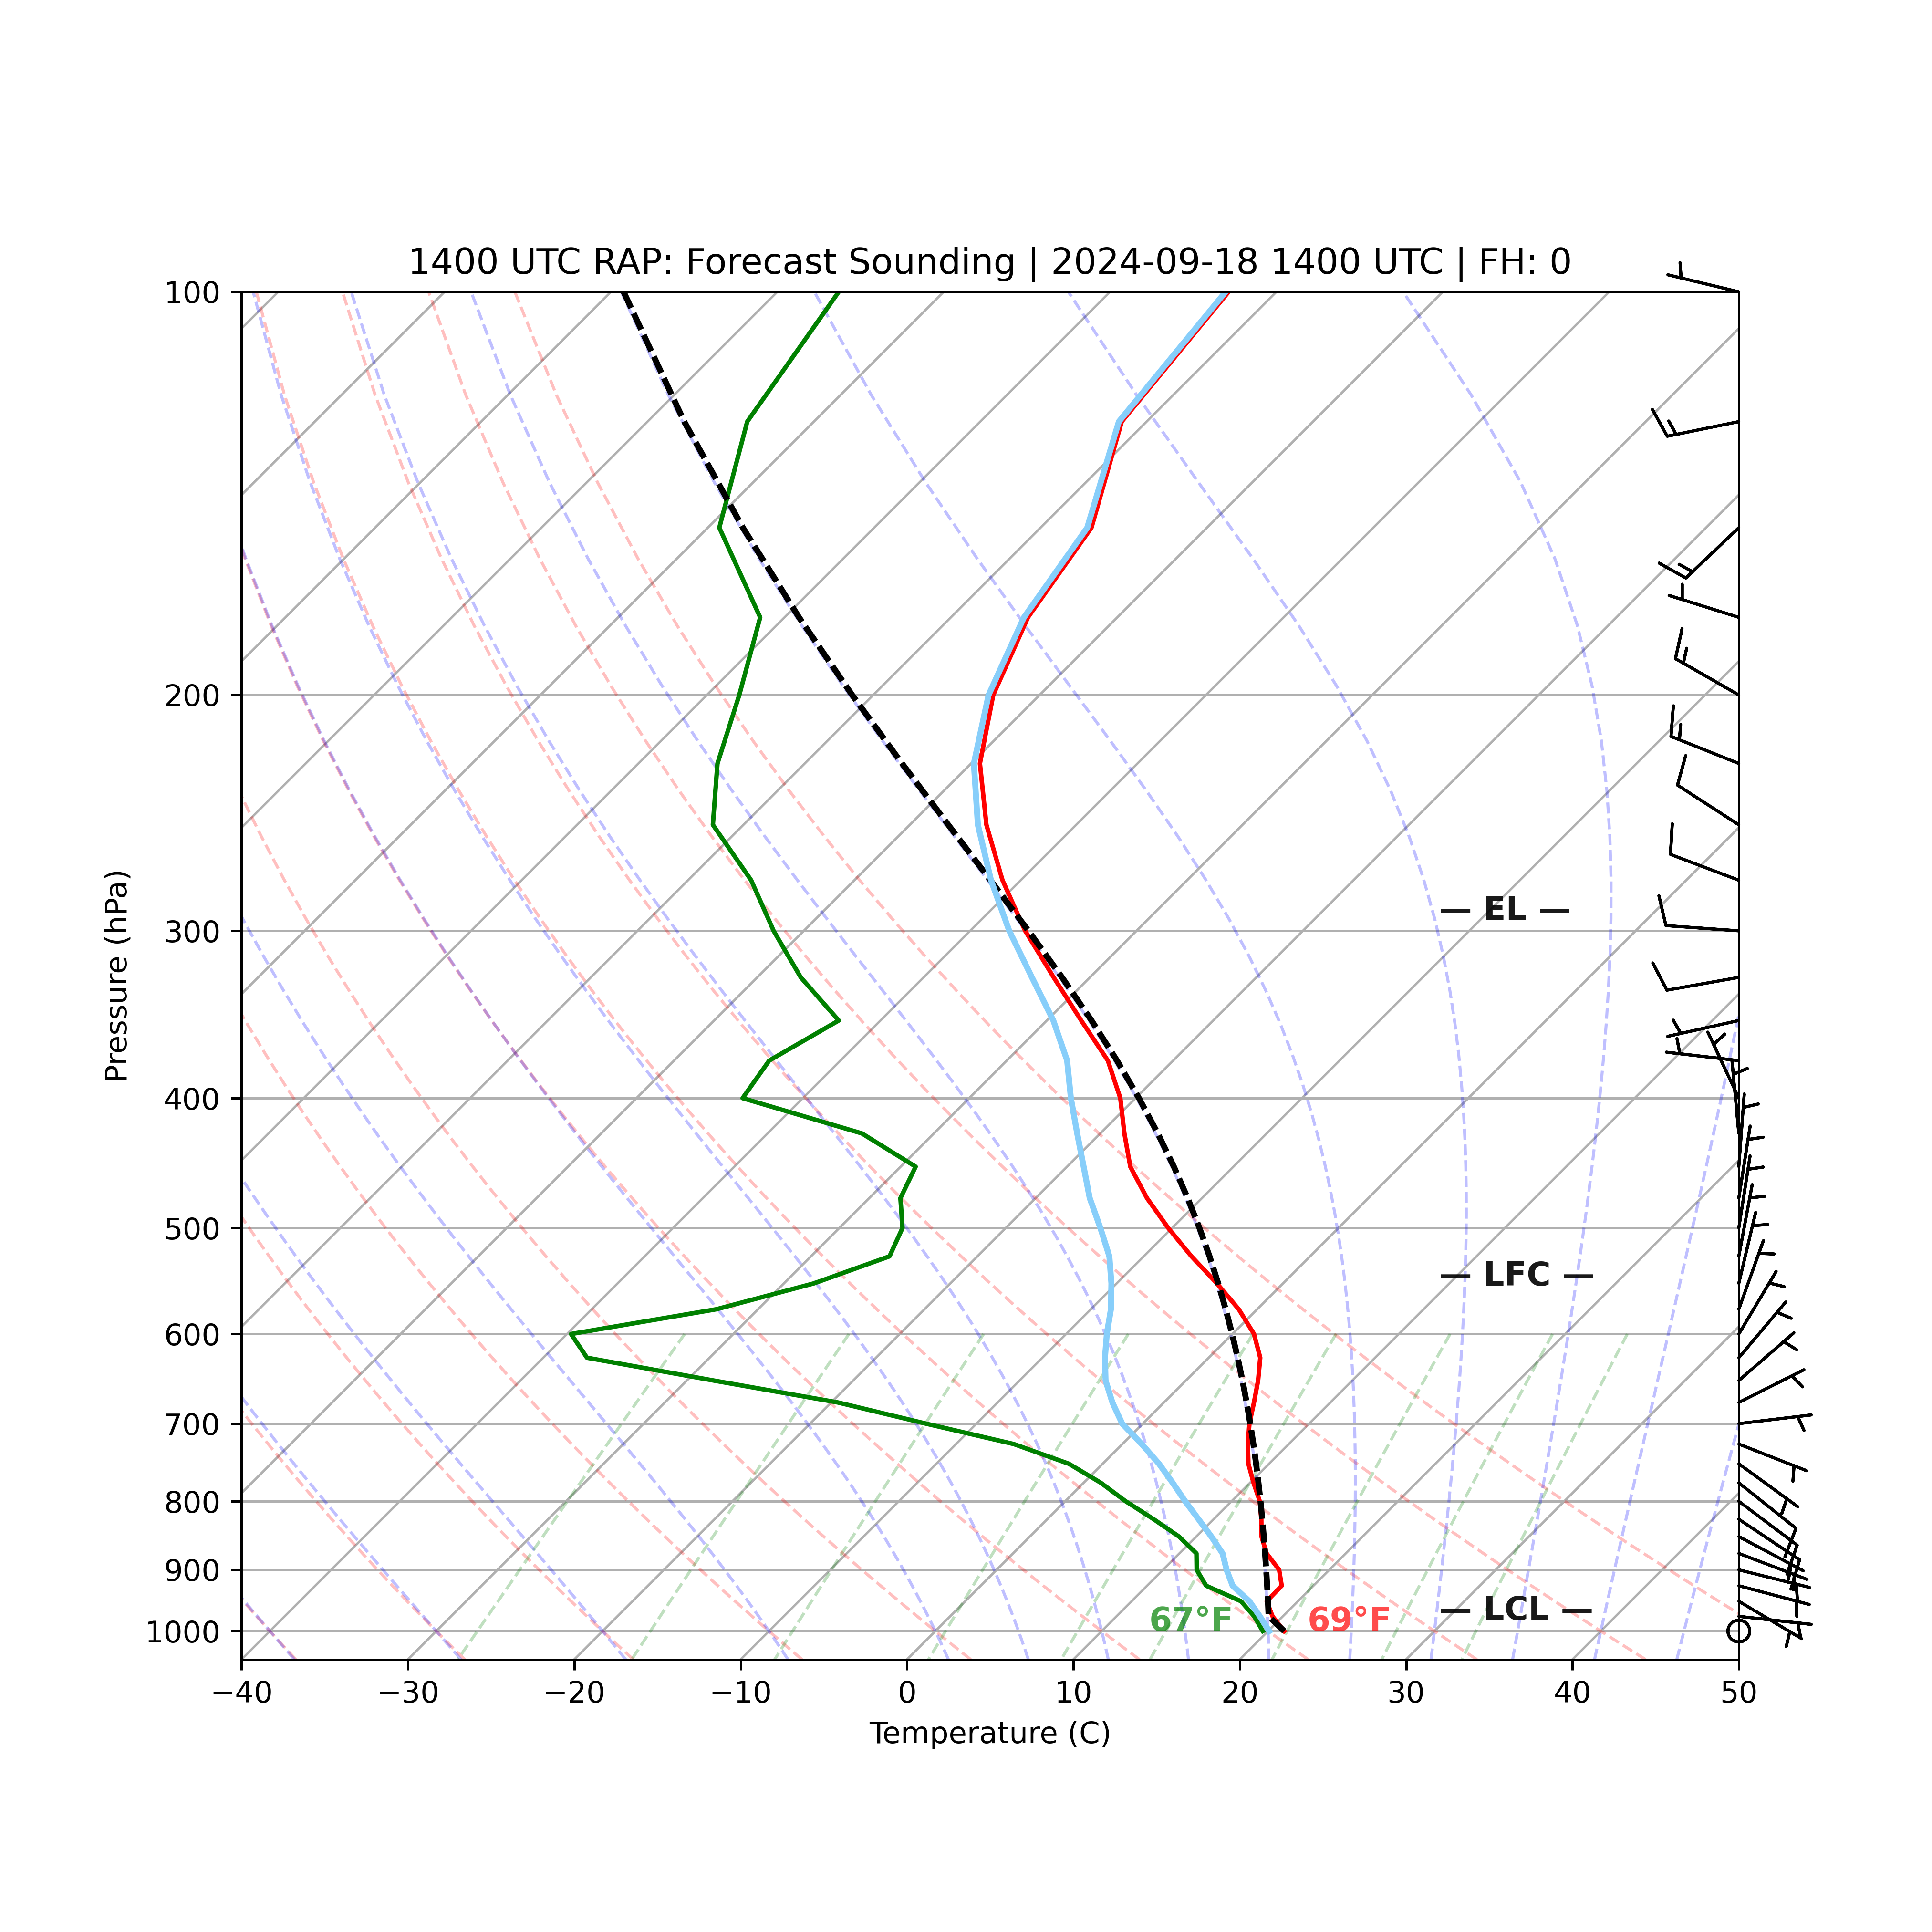 1400 UTC RAP: Forecast Sounding | 2024-09-18 1400 UTC | FH: 0
100
200
300
400
500
600
700
800
900
1000
Pressure (hPa)
— EL —
— LFC —
— LCL —
67°F
69°F
−40
−30
−20
−10
0
10
20
30
40
50
Temperature (C)